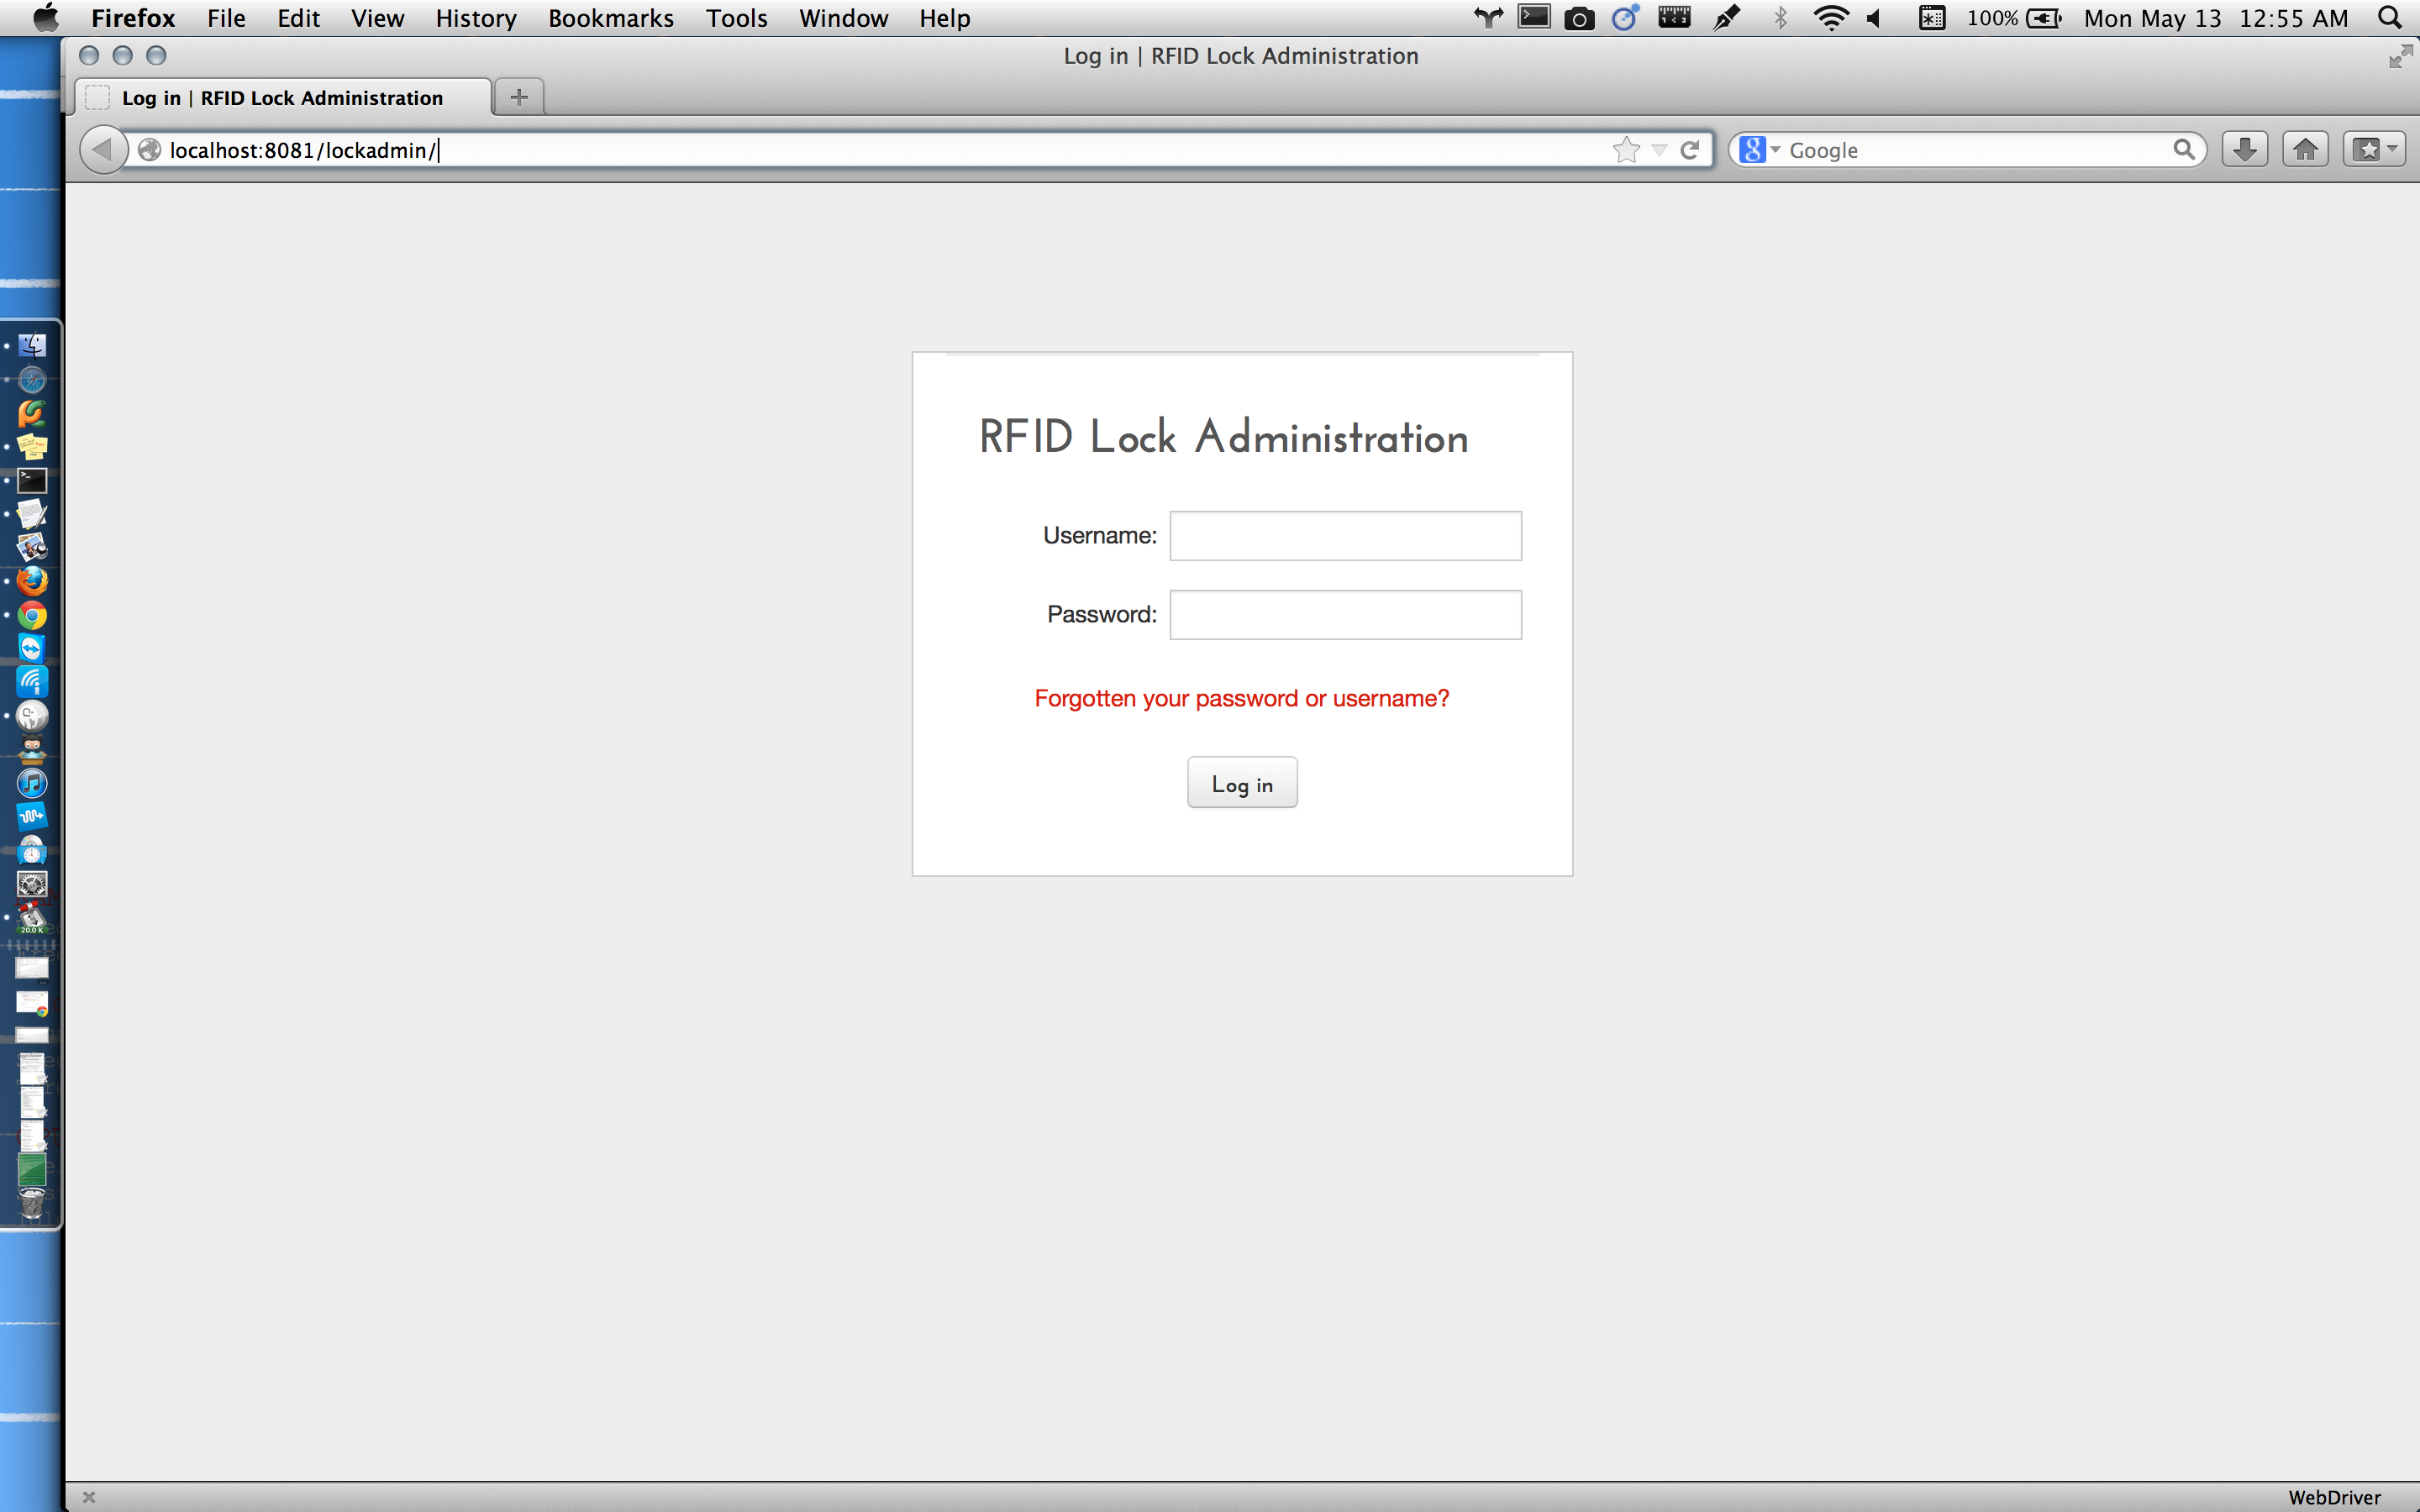 Firefox File Edit View History Bookmarks Tools Window Help 100% Mon May 13 12:55 AM
Log in | RFID Lock Administration
Log in | RFID Lock Administration
localhost:8081/lockadmin/ Google
RFID Lock Administration
Username:
Password:
Forgotten your password or username?
Log in
20.0 K
WebDriver